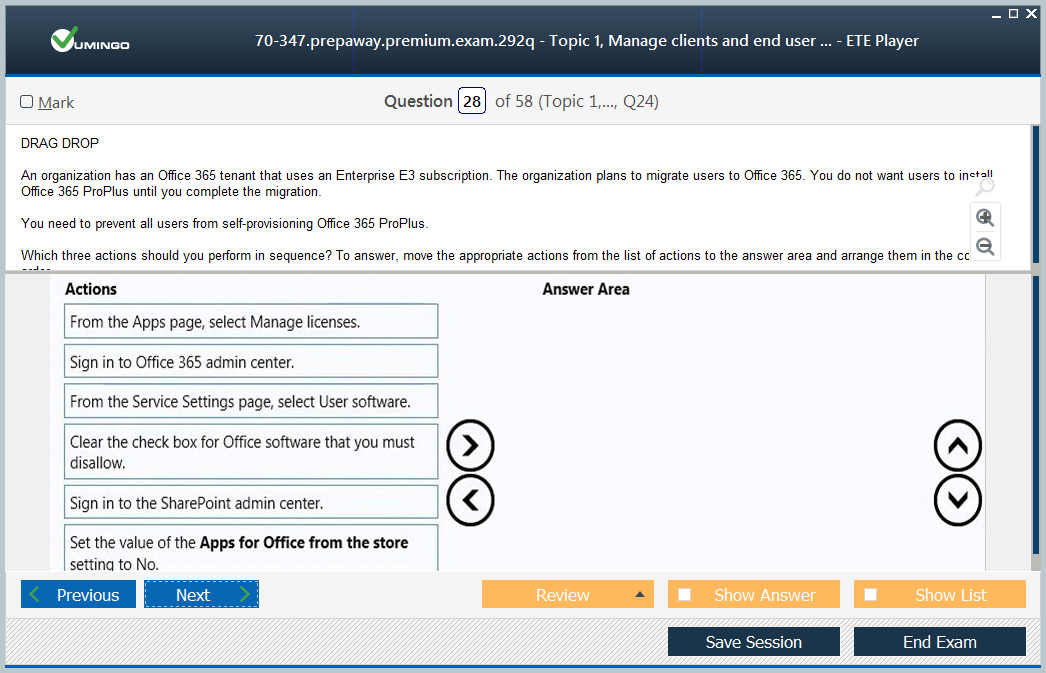 VUMINGO
70-347.prepaway.premium.exam.292q - Topic 1, Manage clients and end user ... - ETE Player
Mark
Question 28 of 58 (Topic 1,..., Q24)
DRAG DROP
An organization has an Office 365 tenant that uses an Enterprise E3 subscription. The organization plans to migrate users to Office 365. You do not want users to install
Office 365 ProPlus until you complete the migration.
You need to prevent all users from self-provisioning Office 365 ProPlus.
Which three actions should you perform in sequence? To answer, move the appropriate actions from the list of actions to the answer area and arrange them in the co
Actions
Answer Area
From the Apps page, select Manage licenses.
Sign in to Office 365 admin center.
From the Service Settings page, select User software.
Clear the check box for Office software that you must
disallow.
Sign in to the SharePoint admin center.
Set the value of the Apps for Office from the store
setting to No.
Previous
Next
Review
Show Answer
Show List
Save Session
End Exam